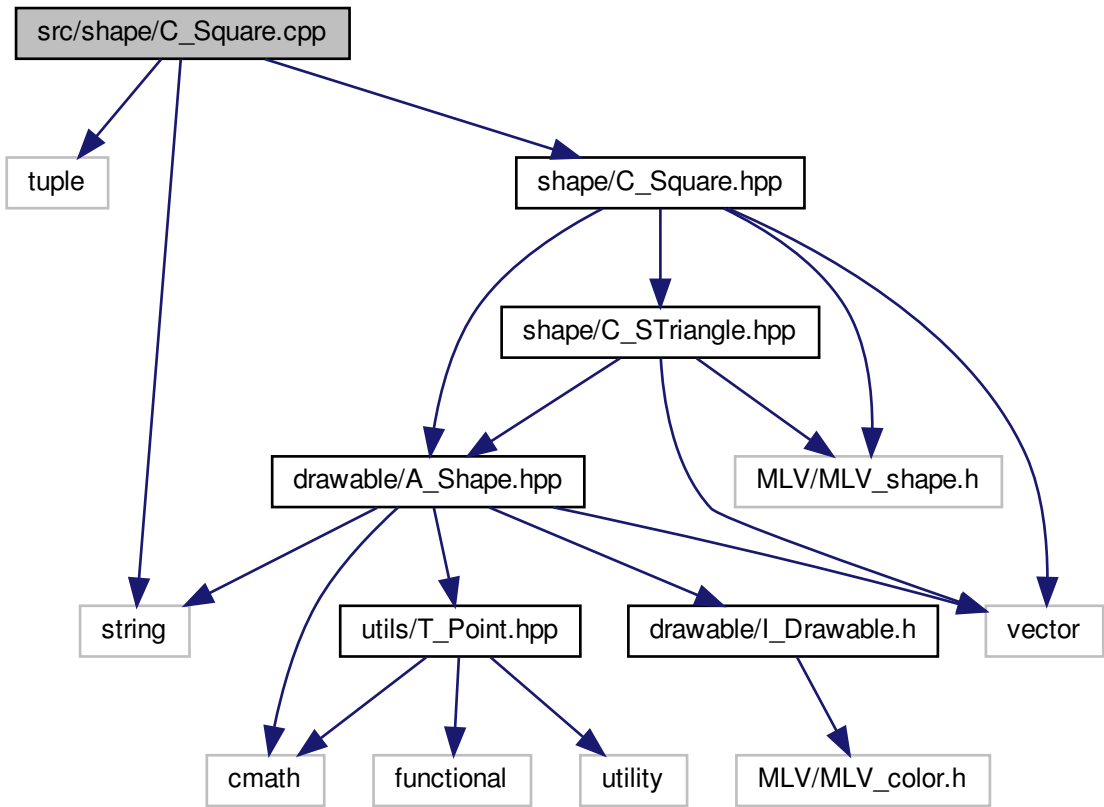 src/shape/C_Square.cpp
tuple
shape/C_Square.hpp
shape/C_STriangle.hpp
drawable/A_Shape.hpp
MLV/MLV_shape.h
string
utils/T_Point.hpp
drawable/I_Drawable.h
vector
cmath
functional
utility
MLV/MLV_color.h